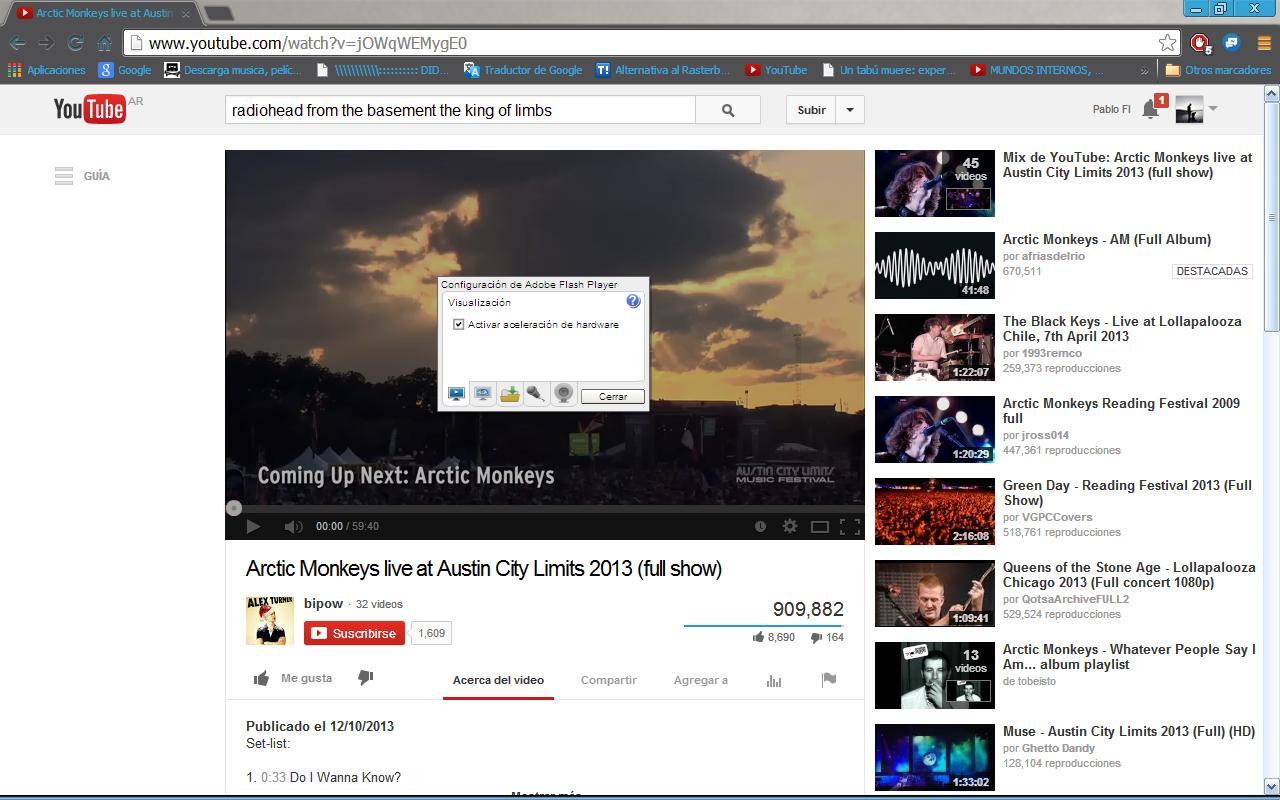 Arctic Monkeys live at Austin
www.youtube.com/watch?v=jOWqWEMygE0
5
Aplicaciones
Google
Descarga musica, pelíc...
\\\\\\\\\\\:::::::::: DID...
Traductor de Google
Alternativa al Rasterb...
YouTube
Un tabú muere: exper...
MUNDOS INTERNOS, ...
»
Otros marcadores
YouTube AR
radiohead from the basement the king of limbs
Subir
Pablo Fl
1
GUÍA
Configuración de Adobe Flash Player
Visualización
?
Activar aceleración de hardware
Cerrar
Coming Up Next: Arctic Monkeys
AUSTIN CITY LIMITS
MUSIC FESTIVAL
00:00 / 59:40
Arctic Monkeys live at Austin City Limits 2013 (full show)
ALEX TURNER
bipow · 32 videos
Suscribirse
1,609
909,882
8,690
164
Me gusta
Acerca del video
Compartir
Agregar a
Publicado el 12/10/2013
Set-list:
1. 0:33 Do I Wanna Know?
Mostrar más
45
videos
Mix de YouTube: Arctic Monkeys live at
Austin City Limits 2013 (full show)
41:48
Arctic Monkeys - AM (Full Album)
por afriasdelrio
670,511
DESTACADAS
1:22:07
The Black Keys - Live at Lollapalooza
Chile, 7th April 2013
por 1993remco
259,373 reproducciones
1:20:29
Arctic Monkeys Reading Festival 2009
full
por jross014
447,361 reproducciones
2:16:08
Green Day - Reading Festival 2013 (Full
Show)
por VGPCCovers
518,761 reproducciones
1:09:41
Queens of the Stone Age - Lollapalooza
Chicago 2013 (Full concert 1080p)
por QotsaArchiveFULL2
529,524 reproducciones
13
videos
Arctic Monkeys - Whatever People Say I
Am... album playlist
de tobeisto
1:33:02
Muse - Austin City Limits 2013 (Full) (HD)
por Ghetto Dandy
128,104 reproducciones